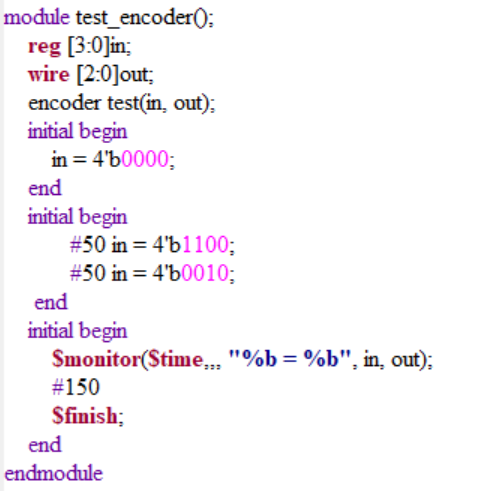 module test_encoder();
reg [3:0]in;
wire [2:0]out;
encoder test(in, out);
initial begin
in = 4'b0000;
end
initial begin
#50 in = 4'b1100;
#50 in = 4'b0010;
end
initial begin
$monitor($time,,, "%b = %b", in, out);
#150
$finish;
end
endmodule